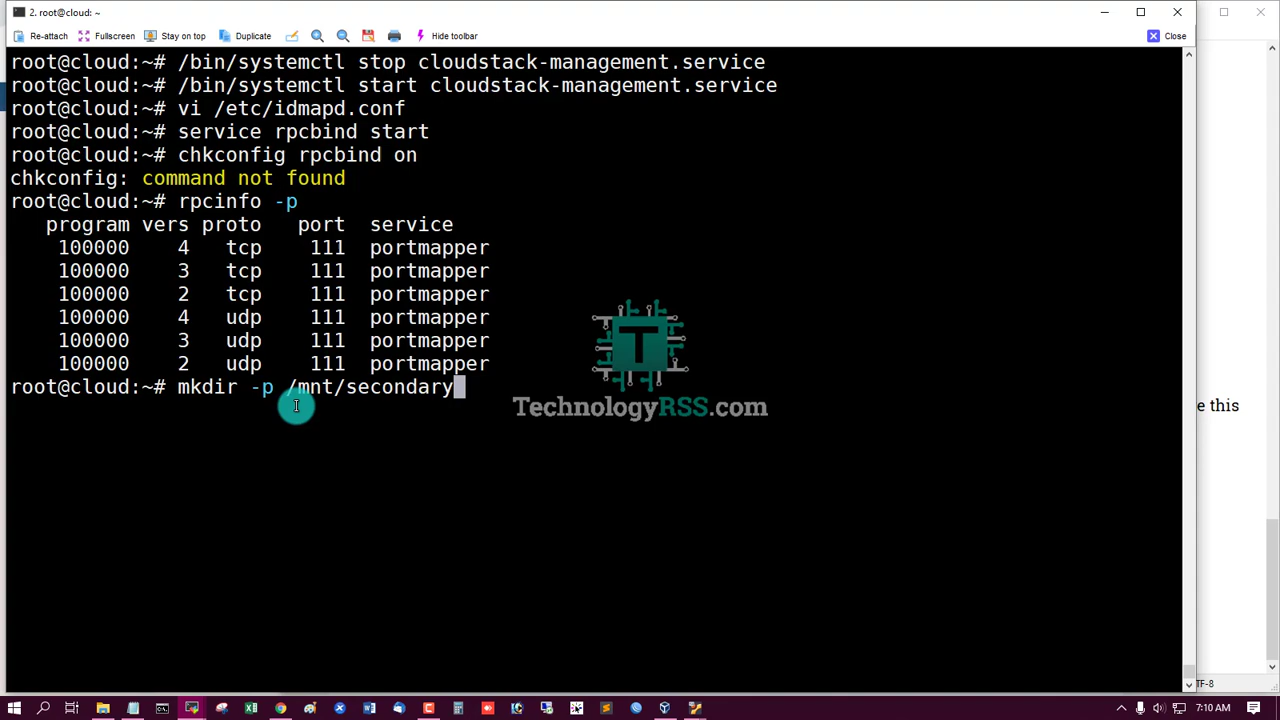 2. root@cloud: ~
Re-attach Fullscreen Stay on top Duplicate Hide toolbar Close
root@cloud:~# /bin/systemctl stop cloudstack-management.service
root@cloud:~# /bin/systemctl start cloudstack-management.service
root@cloud:~# vi /etc/idmapd.conf
root@cloud:~# service rpcbind start
root@cloud:~# chkconfig rpcbind on
chkconfig: command not found
root@cloud:~# rpcinfo -p
program vers proto port service
100000 4 tcp 111 portmapper
100000 3 tcp 111 portmapper
100000 2 tcp 111 portmapper
100000 4 udp 111 portmapper
100000 3 udp 111 portmapper
100000 2 udp 111 portmapper
root@cloud:~# mkdir -p /mnt/secondary
T
TechnologyRSS.com
e this
TF-8
7:10 AM